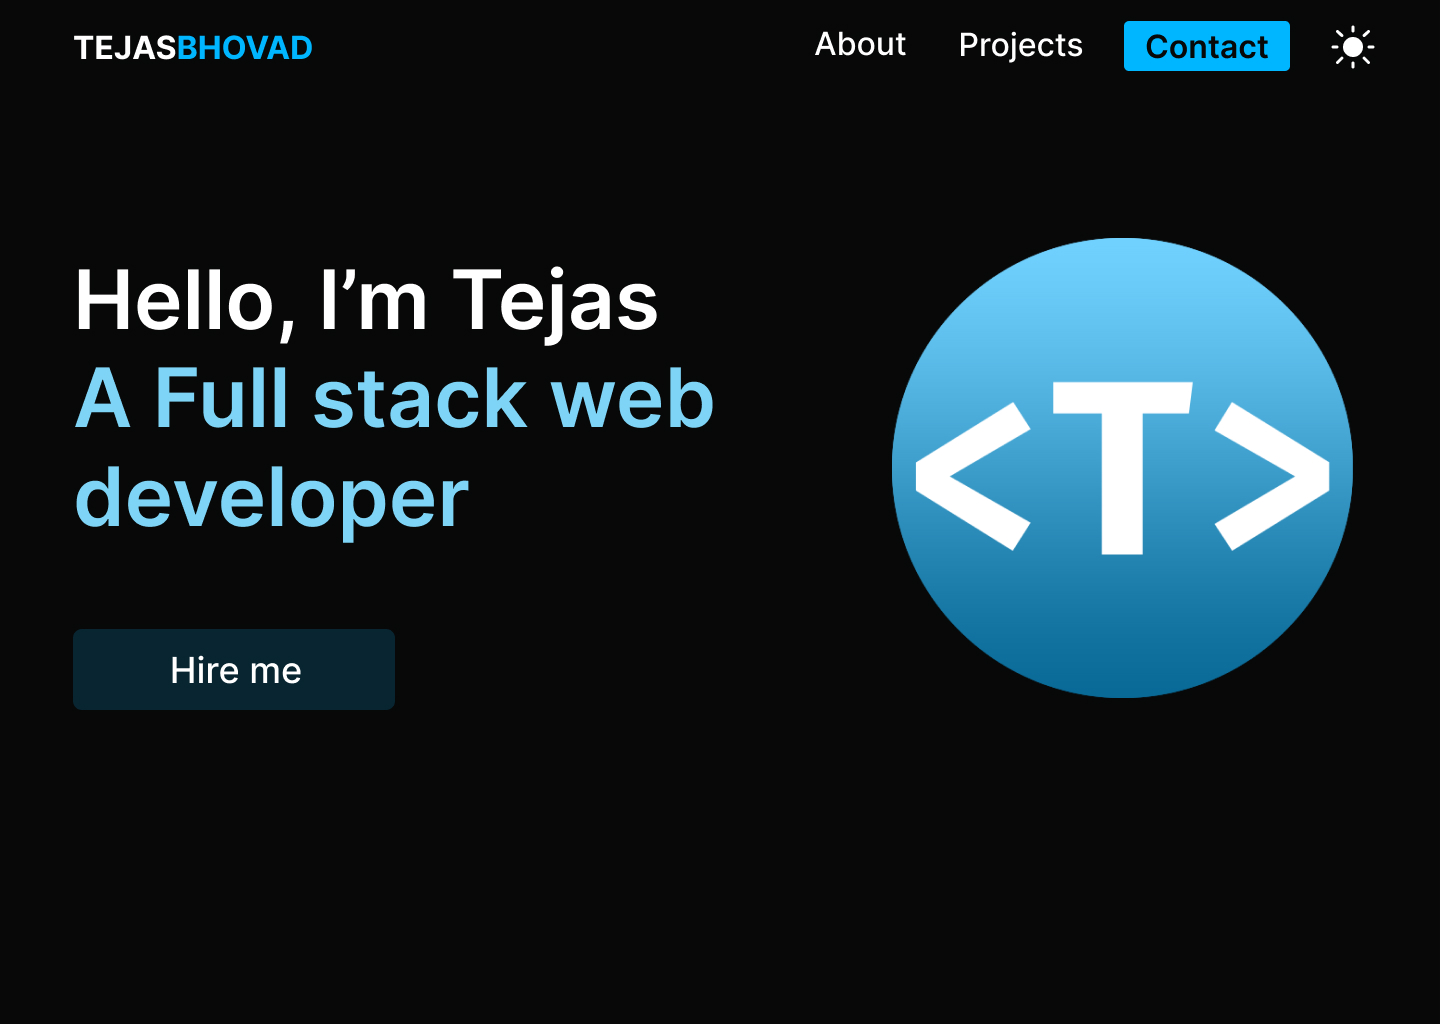 TEJASBHOVAD
About
Projects
Contact
Hello, I’m Tejas
A Full stack web
developer
<T>
Hire me